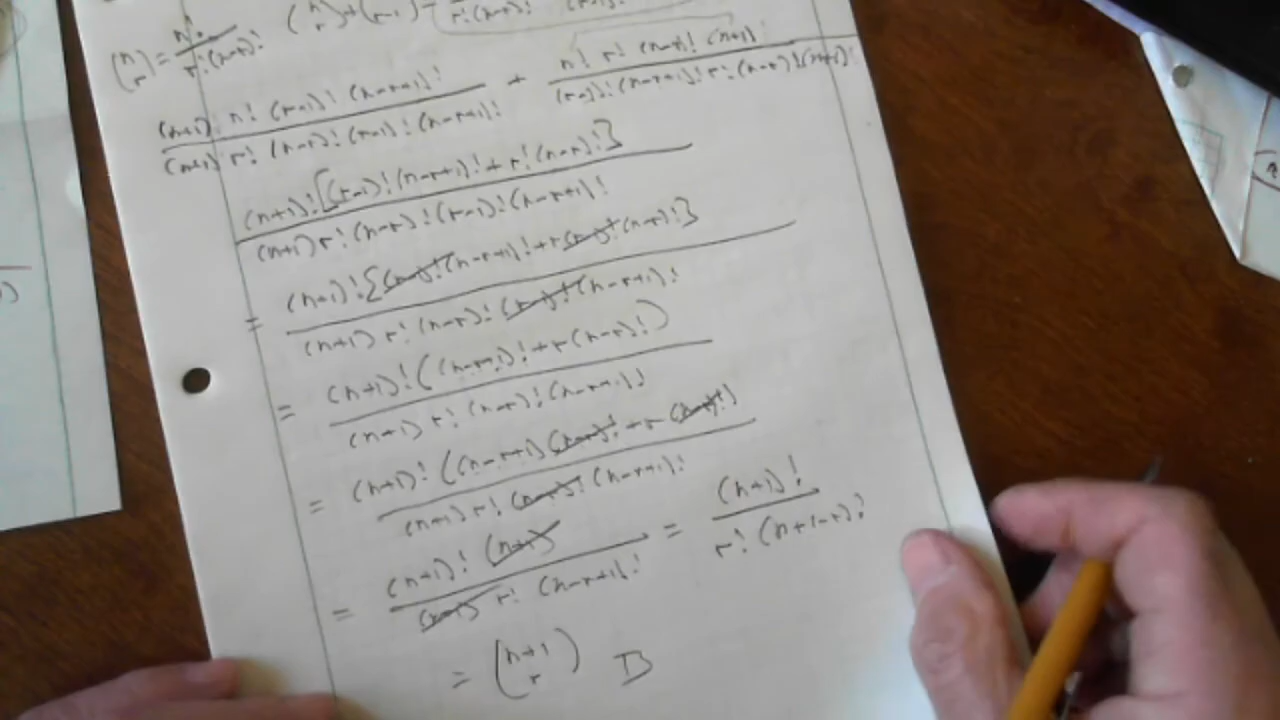 (n r) = n! / r!(n-r)!   (n r) + (n r-1) =
(n+1) n! (r-1)! (n-r+1)! / (n+1) r! (n-r)! (r-1)! (n-r+1)! + n! r! (n-r)! (n+1) / (r-1)! (n-r+1)! r! (n-r)! (n+1)
(n+1)! [(r-1)! (n-r+1)! + r! (n-r)!] / (n+1) r! (n-r)! (r-1)! (n-r+1)!
= (n+1)! [(r-1)! (n-r+1)! + r (r-1)! (n-r)!] / (n+1) r! (n-r)! (r-1)! (n-r+1)!
= (n+1)! ((n-r+1)! + r (n-r)!) / (n+1) r! (n-r)! (n-r+1)!
= (n+1)! ((n-r+1) (n-r)! + r (n-r)!) / (n+1) r! (n-r)! (n-r+1)!
= (n+1)! (n+1) / (n+1) r! (n-r+1)! = (n+1)! / r! (n+1-r)!
= (n+1 r)